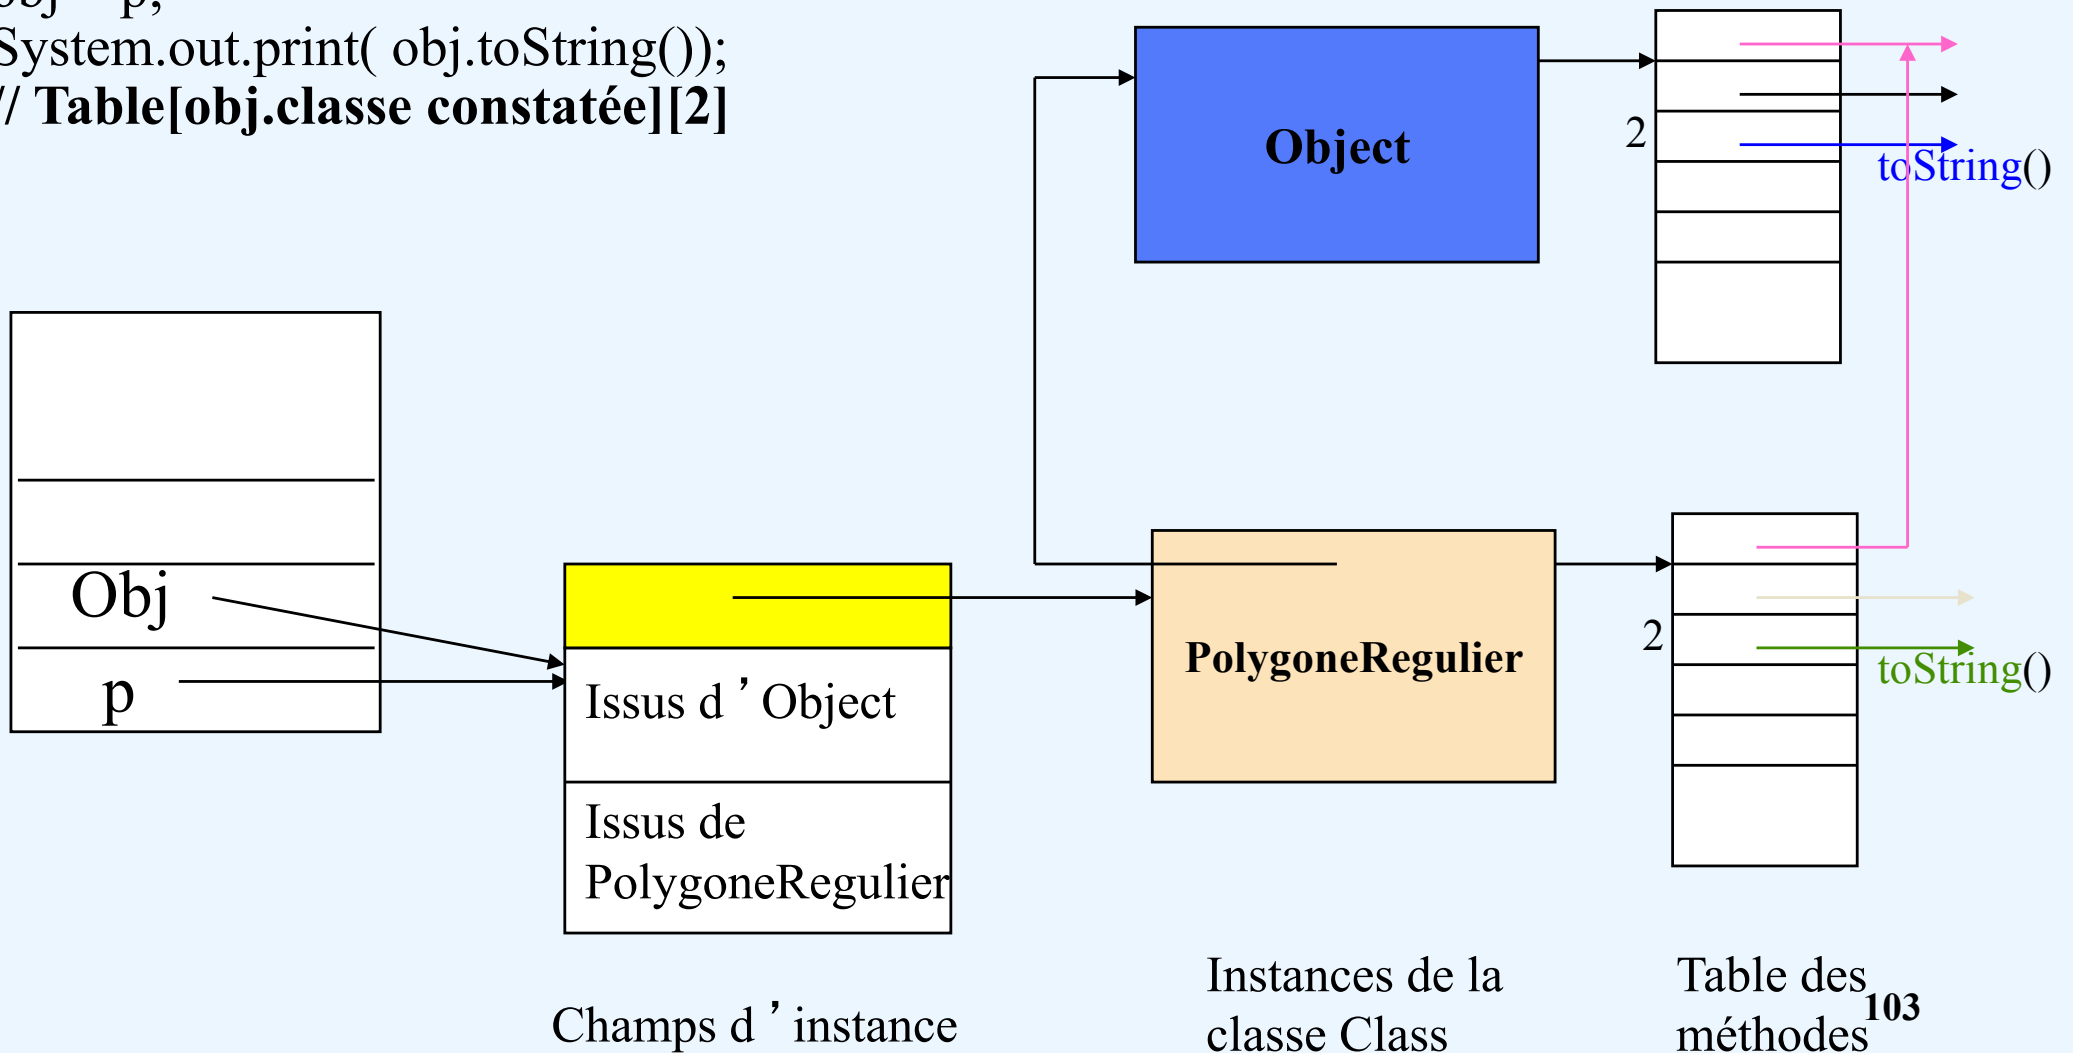 obj = p;
System.out.print( obj.toString());
// Table[obj.classe constatée][2]
Object
2
toString()
Obj
p
Issus d ’ Object
Issus de
PolygoneRegulier
PolygoneRegulier
2
toString()
Champs d ’ instance
Instances de la
classe Class
Table des
méthodes
103